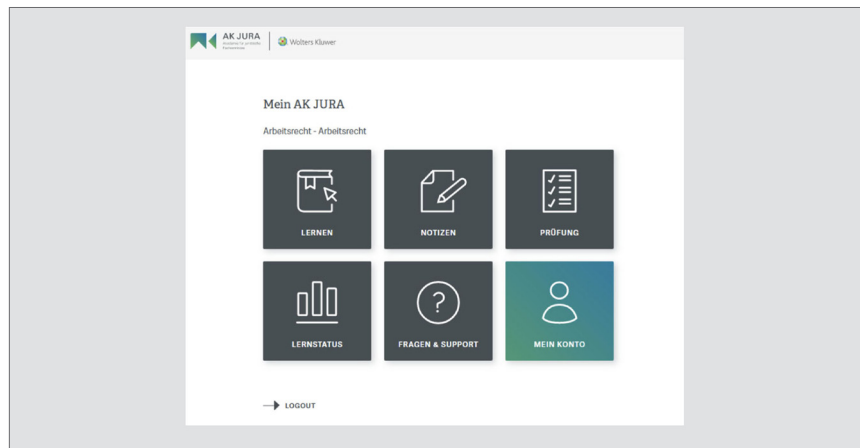 AK JURA
Wolters Kluwer
Mein AK JURA
Arbeitsrecht - Arbeitsrecht
LERNEN
NOTIZEN
PRÜFUNG
LERNSTATUS
FRAGEN & SUPPORT
?
MEIN KONTO
LOGOUT